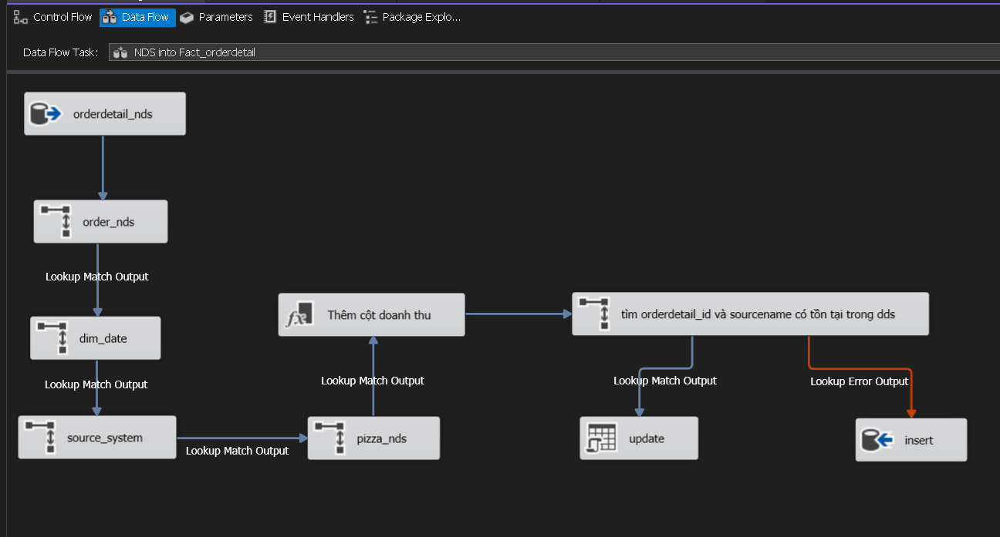 Control Flow Data Flow Parameters Event Handlers Package Explo...
Data Flow Task: NDS into Fact_orderdetail
orderdetail_nds
order_nds
Lookup Match Output
dim_date
Lookup Match Output
source_system
Lookup Match Output
pizza_nds
Lookup Match Output
Thêm cột doanh thu
tìm orderdetail_id và sourcename có tồn tại trong dds
Lookup Match Output
Lookup Error Output
update
insert